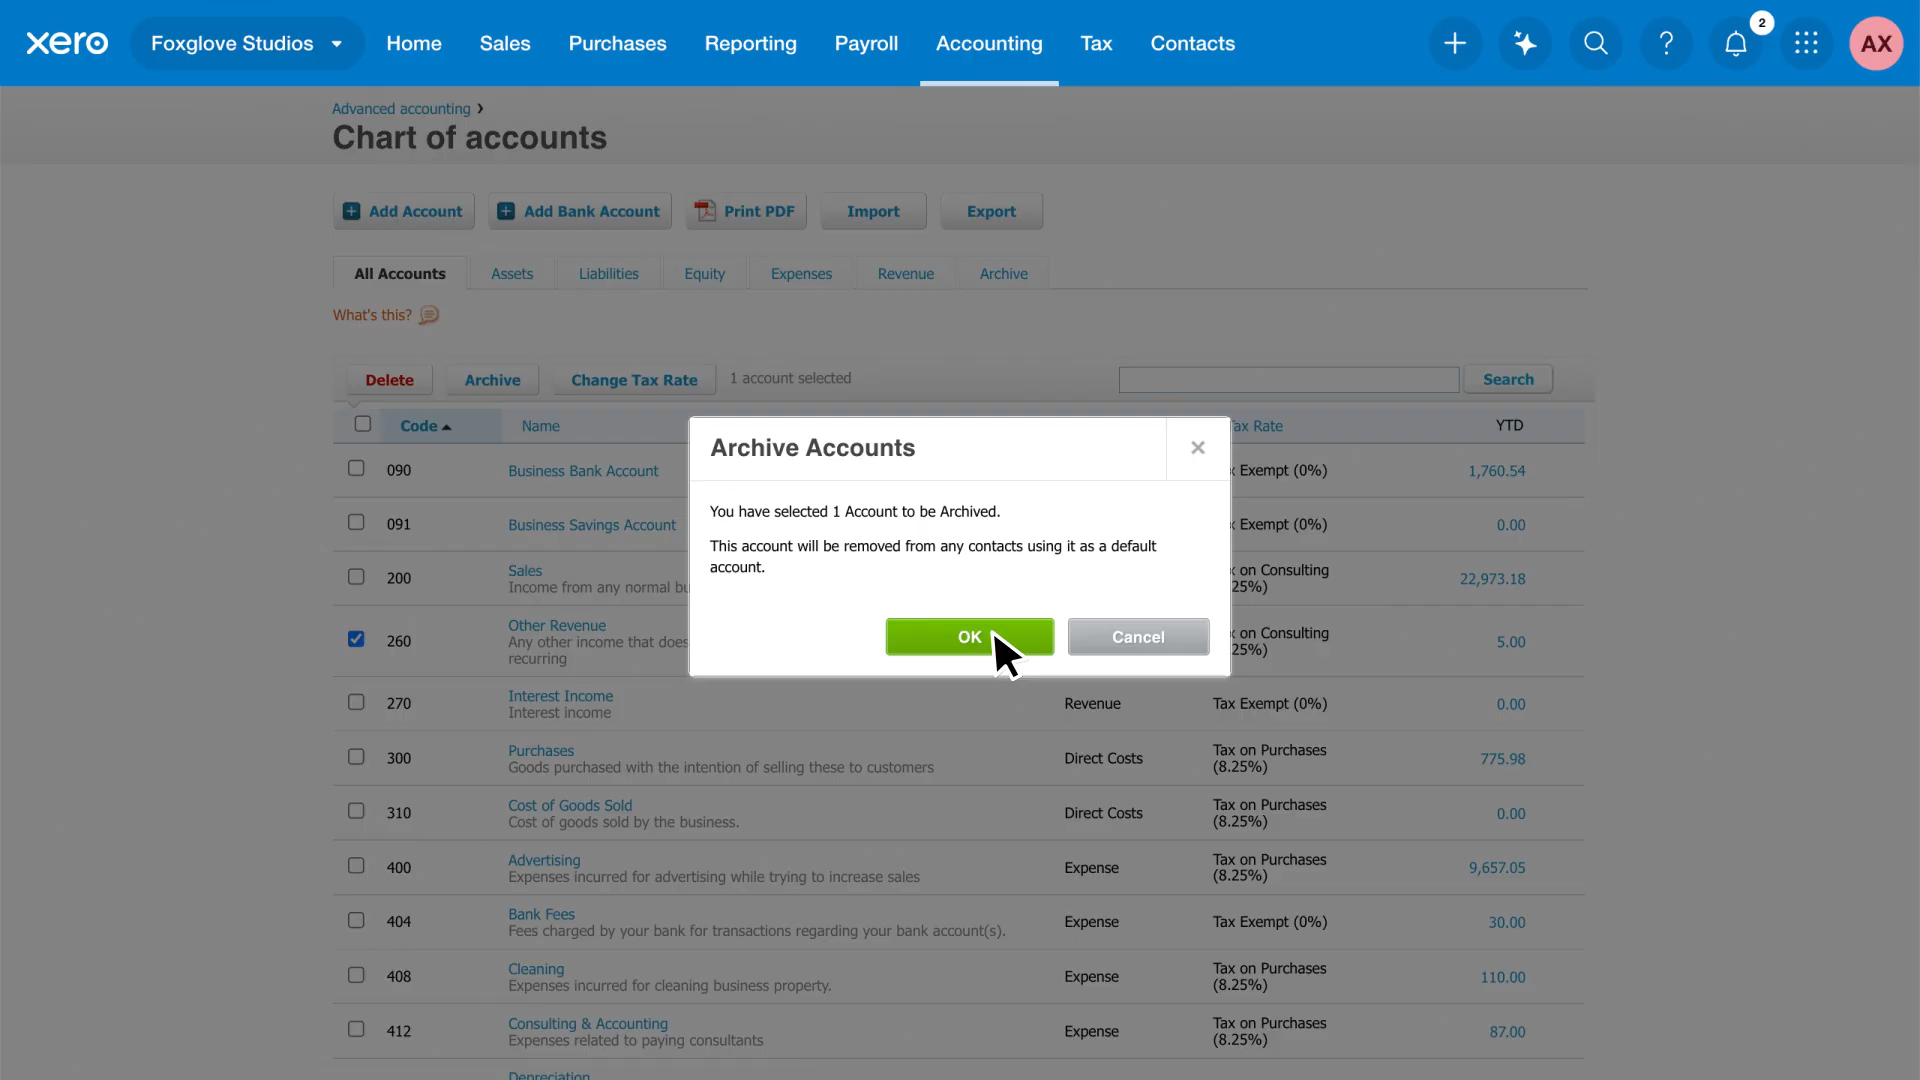 xero
Foxglove Studios
Home
Sales
Purchases
Reporting
Payroll
Accounting
Tax
Contacts
2
AX
Advanced accounting
Chart of accounts
Add Account
Add Bank Account
Print PDF
Import
Export
All Accounts
Assets
Liabilities
Equity
Expenses
Revenue
Archive
What's this?
Delete
Archive
Change Tax Rate
1 account selected
Search
Code
Name
Tax Rate
YTD
Archive Accounts
You have selected 1 Account to be Archived.
This account will be removed from any contacts using it as a default
account.
OK
Cancel
090
Business Bank Account
Exempt (0%)
1,760.54
091
Business Savings Account
Exempt (0%)
0.00
200
Sales
Income from any normal
on Consulting
25%)
22,973.18
260
Other Revenue
Any other income that does
recurring
on Consulting
25%)
5.00
270
Interest Income
Interest income
Revenue
Tax Exempt (0%)
0.00
300
Purchases
Goods purchased with the intention of selling these to customers
Direct Costs
Tax on Purchases
(8.25%)
775.98
310
Cost of Goods Sold
Cost of goods sold by the business.
Direct Costs
Tax on Purchases
(8.25%)
0.00
400
Advertising
Expenses incurred for advertising while trying to increase sales
Expense
Tax on Purchases
(8.25%)
9,657.05
404
Bank Fees
Fees charged by your bank for transactions regarding your bank account(s).
Expense
Tax Exempt (0%)
30.00
408
Cleaning
Expenses incurred for cleaning business property.
Expense
Tax on Purchases
(8.25%)
110.00
412
Consulting & Accounting
Expenses related to paying consultants
Expense
Tax on Purchases
(8.25%)
87.00
Depreciation